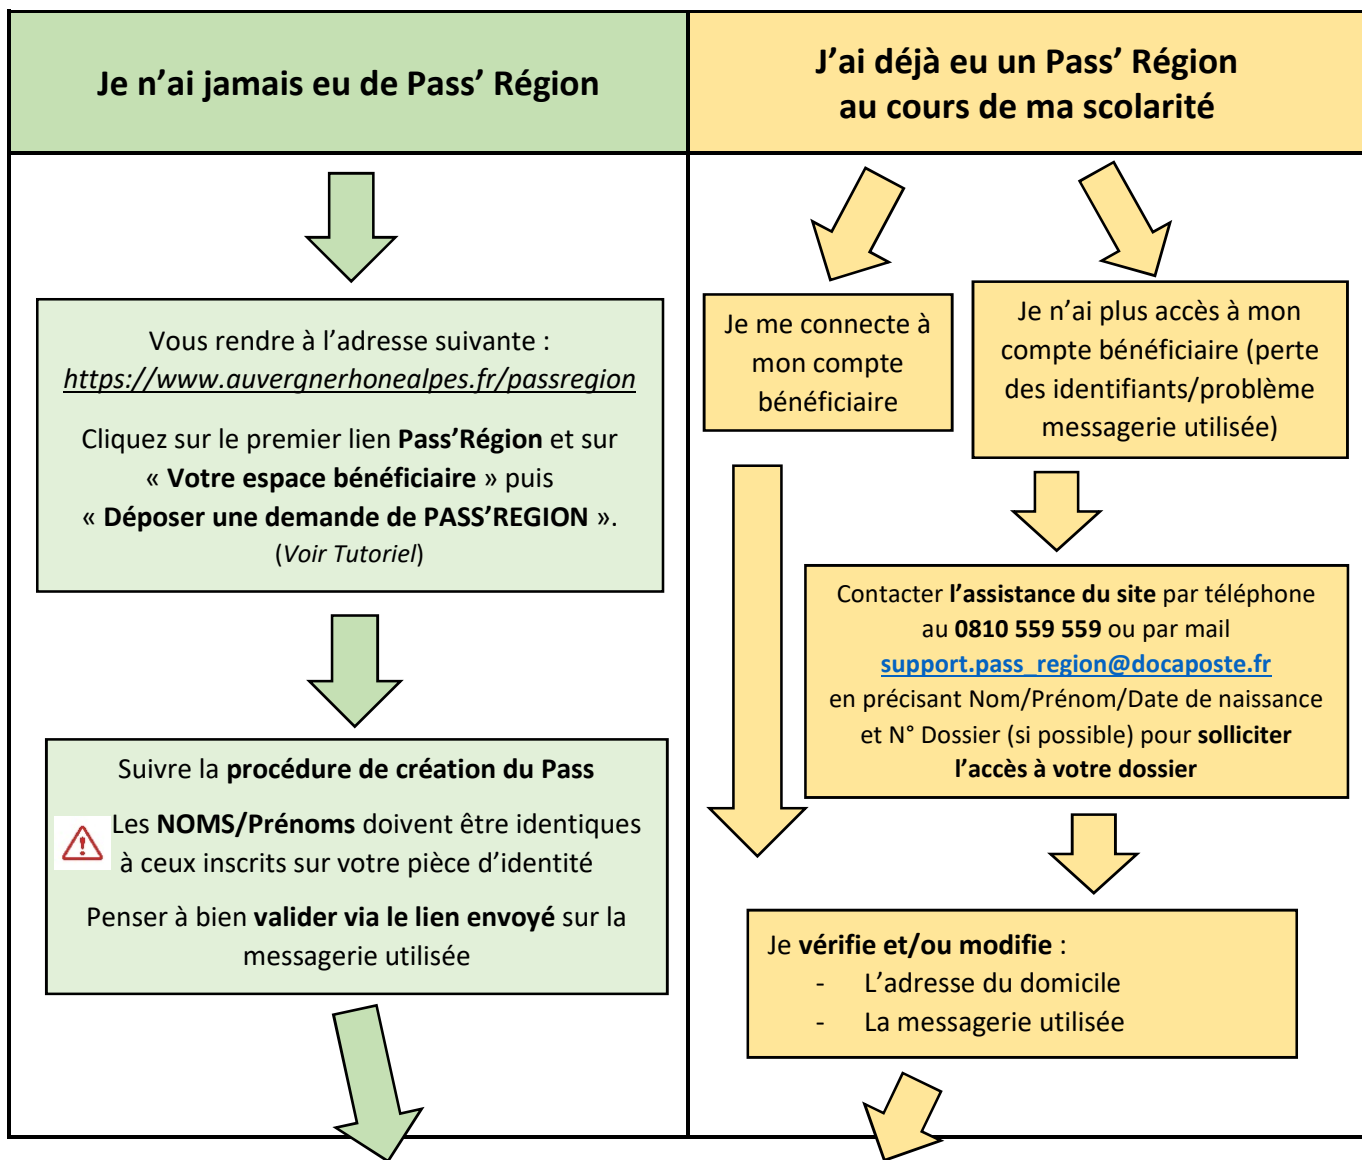 Je n’ai jamais eu de Pass’ Région
J’ai déjà eu un Pass’ Région
au cours de ma scolarité
Vous rendre à l’adresse suivante :
https://www.auvergnerhonealpes.fr/passregion
Cliquez sur le premier lien Pass’Région et sur
« Votre espace bénéficiaire » puis
« Déposer une demande de PASS’REGION ».
(Voir Tutoriel)
Suivre la procédure de création du Pass
Les NOMS/Prénoms doivent être identiques
à ceux inscrits sur votre pièce d’identité
Penser à bien valider via le lien envoyé sur la
messagerie utilisée
Je me connecte à
mon compte
bénéficiaire
Je n’ai plus accès à mon
compte bénéficiaire (perte
des identifiants/problème
messagerie utilisée)
Contacter l’assistance du site par téléphone
au 0810 559 559 ou par mail
support.pass_region@docaposte.fr
en précisant Nom/Prénom/Date de naissance
et N° Dossier (si possible) pour solliciter
l’accès à votre dossier
Je vérifie et/ou modifie :
- L’adresse du domicile
- La messagerie utilisée